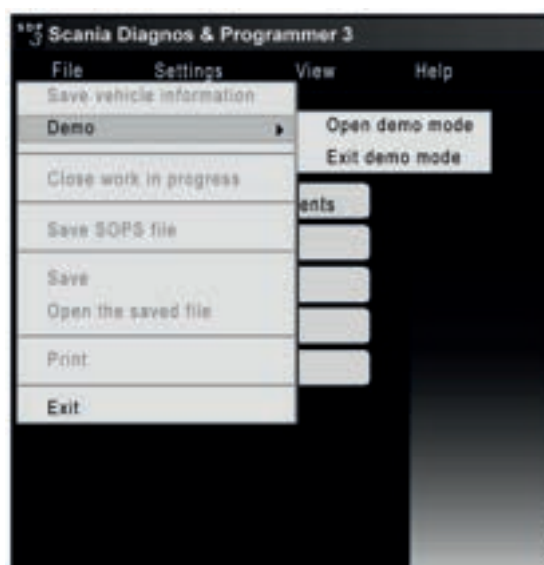 SDP
3 Scania Diagnos & Programmer 3
File Settings View Help
Save vehicle information
Demo
Open demo mode
Exit demo mode
Close work in progress
ents
Save SOPS file
Save
Open the saved file
Print
Exit